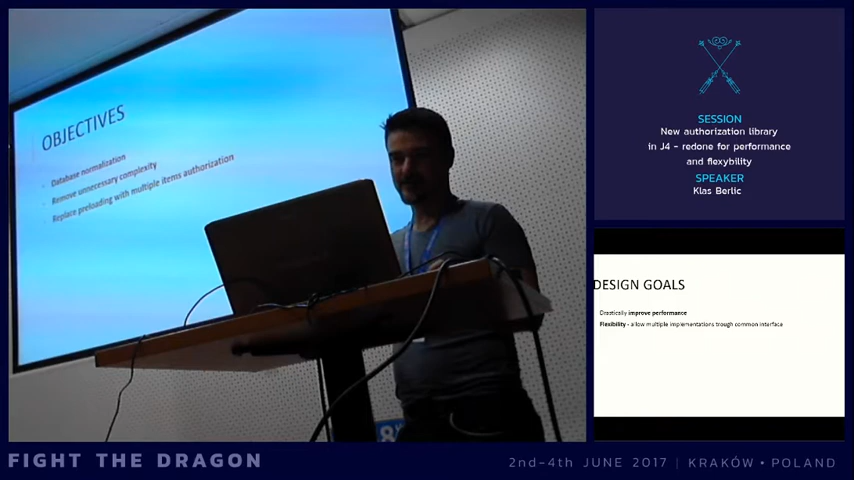 OBJECTIVES
Database normalization
Remove unnecessary complexity
Replace preloading with multiple items authorization
SESSION
New authorization library
in J4 - redone for performance
and flexybility
SPEAKER
Klas Berlic
DESIGN GOALS
Drastically improve performance
Flexibility - allow multiple implementations trough common interface
FIGHT THE DRAGON
2nd-4th JUNE 2017 | KRAKÓW • POLAND